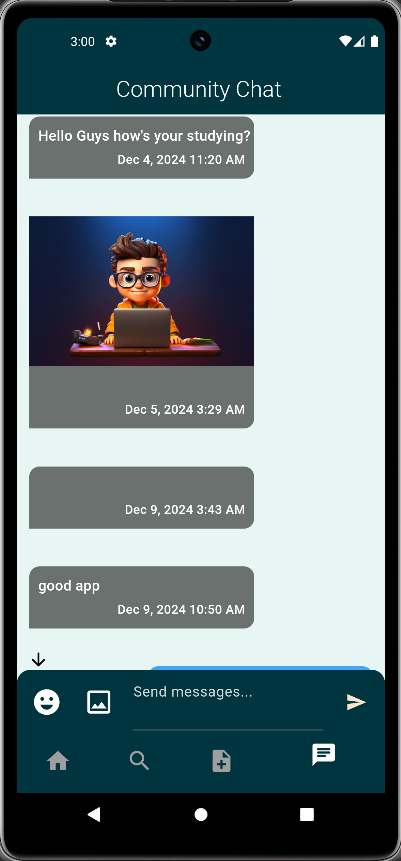 3:00
Community Chat
Hello Guys how's your studying?
Dec 4, 2024 11:20 AM
Dec 5, 2024 3:29 AM
Dec 9, 2024 3:43 AM
good app
Dec 9, 2024 10:50 AM
Send messages...